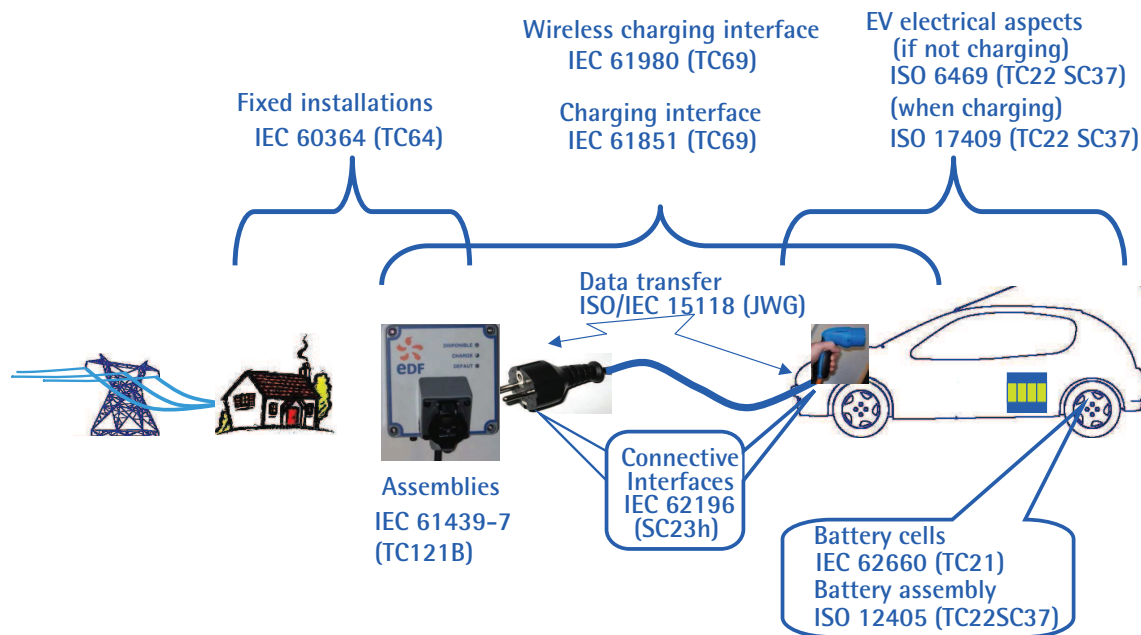 Wireless charging interface
IEC 61980 (TC69)
Charging interface
IEC 61851 (TC69)
EV electrical aspects
(if not charging)
ISO 6469 (TC22 SC37)
(when charging)
ISO 17409 (TC22 SC37)
Fixed installations
IEC 60364 (TC64)
Data transfer
ISO/IEC 15118 (JWG)
DISPONIBLE
CHARGE
DEFAUT
eDF
Assemblies
IEC 61439-7
(TC121B)
Connective
Interfaces
IEC 62196
(SC23h)
Battery cells
IEC 62660 (TC21)
Battery assembly
ISO 12405 (TC22SC37)